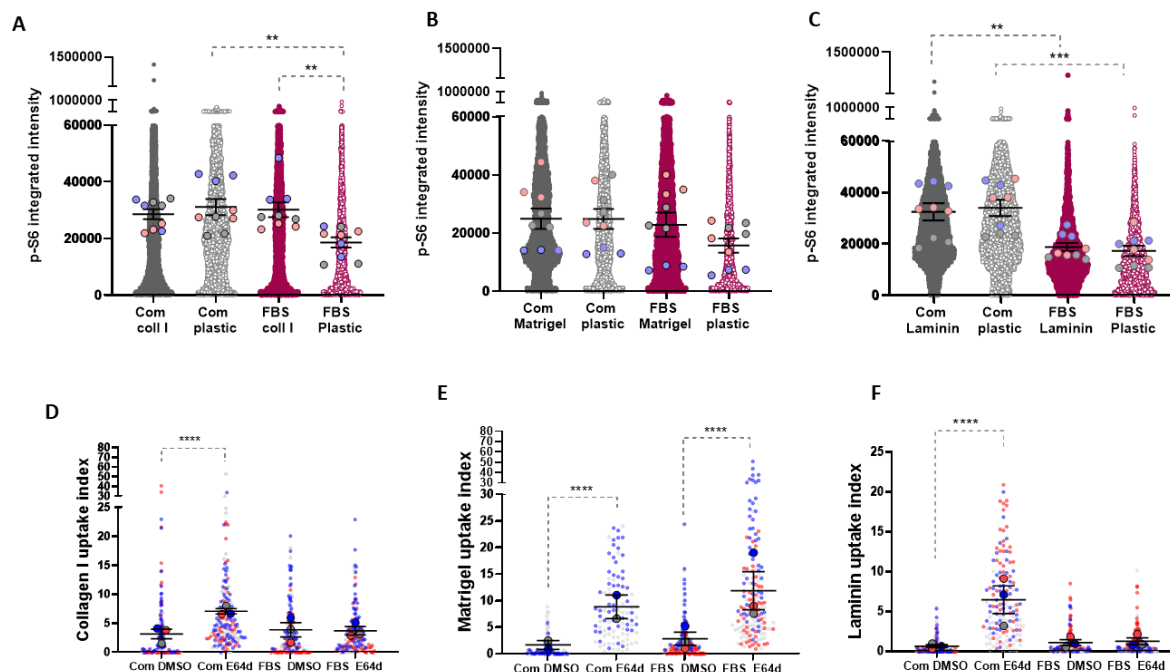 A
p-S6 integrated intensity
1500000
1000000
60000
40000
20000
0
**
**
Com coll I
Com plastic
FBS coll I
FBS Plastic
B
p-S6 integrated intensity
1500000
1000000
60000
40000
20000
0
Com Matrigel
Com plastic
FBS Matrigel
FBS plastic
C
p-S6 integrated intensity
1500000
1000000
60000
40000
20000
0
**
***
Com Laminin
Com plastic
FBS Laminin
FBS Plastic
D
Collagen I uptake index
80
70
60
50
40
30
25
20
15
10
5
0
****
Com DMSO
Com E64d
FBS DMSO
FBS E64d
E
Matrigel uptake index
80
70
60
50
40
30
30
25
20
15
10
5
0
****
****
Com DMSO
Com E64d
FBS DMSO
FBS E64d
F
Laminin uptake index
25
20
15
10
5
0
****
Com DMSO
Com E64d
FBS DMSO
FBS E64d